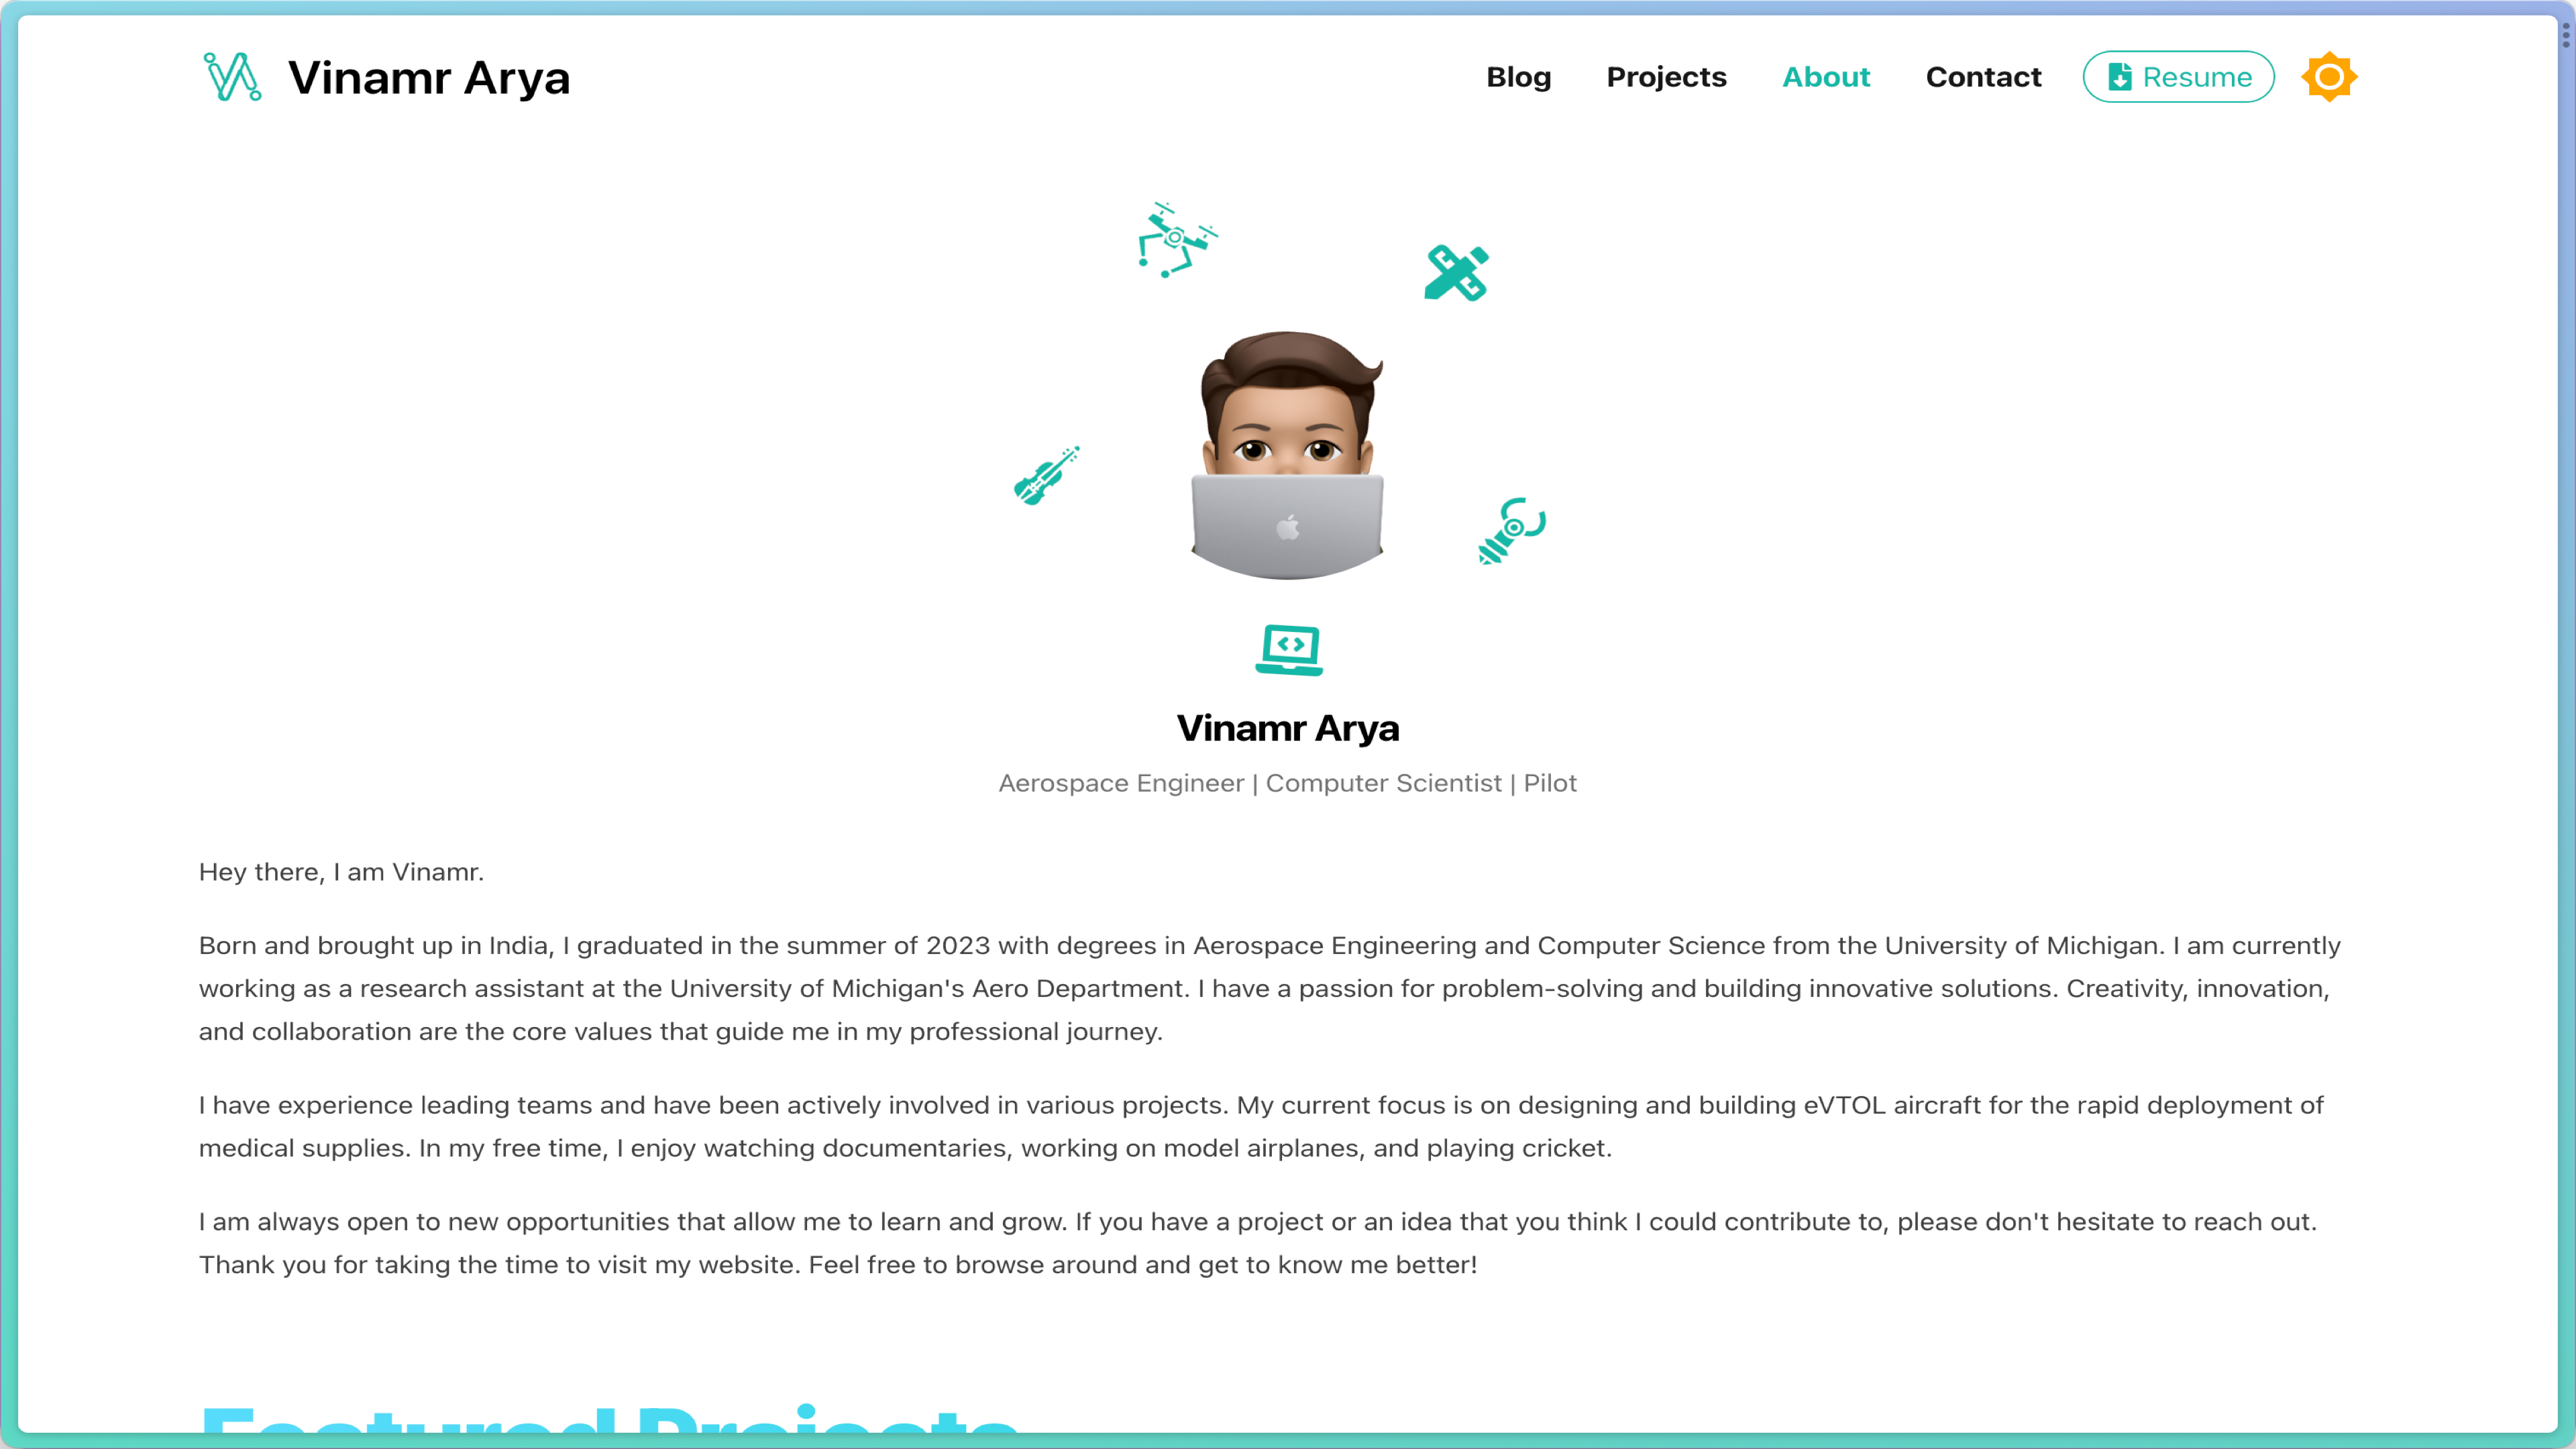 Vinamr Arya
Blog Projects About Contact Resume
Vinamr Arya
Aerospace Engineer | Computer Scientist | Pilot
Hey there, I am Vinamr.
Born and brought up in India, I graduated in the summer of 2023 with degrees in Aerospace Engineering and Computer Science from the University of Michigan. I am currently
working as a research assistant at the University of Michigan's Aero Department. I have a passion for problem-solving and building innovative solutions. Creativity, innovation,
and collaboration are the core values that guide me in my professional journey.
I have experience leading teams and have been actively involved in various projects. My current focus is on designing and building eVTOL aircraft for the rapid deployment of
medical supplies. In my free time, I enjoy watching documentaries, working on model airplanes, and playing cricket.
I am always open to new opportunities that allow me to learn and grow. If you have a project or an idea that you think I could contribute to, please don't hesitate to reach out.
Thank you for taking the time to visit my website. Feel free to browse around and get to know me better!
Featured Projects